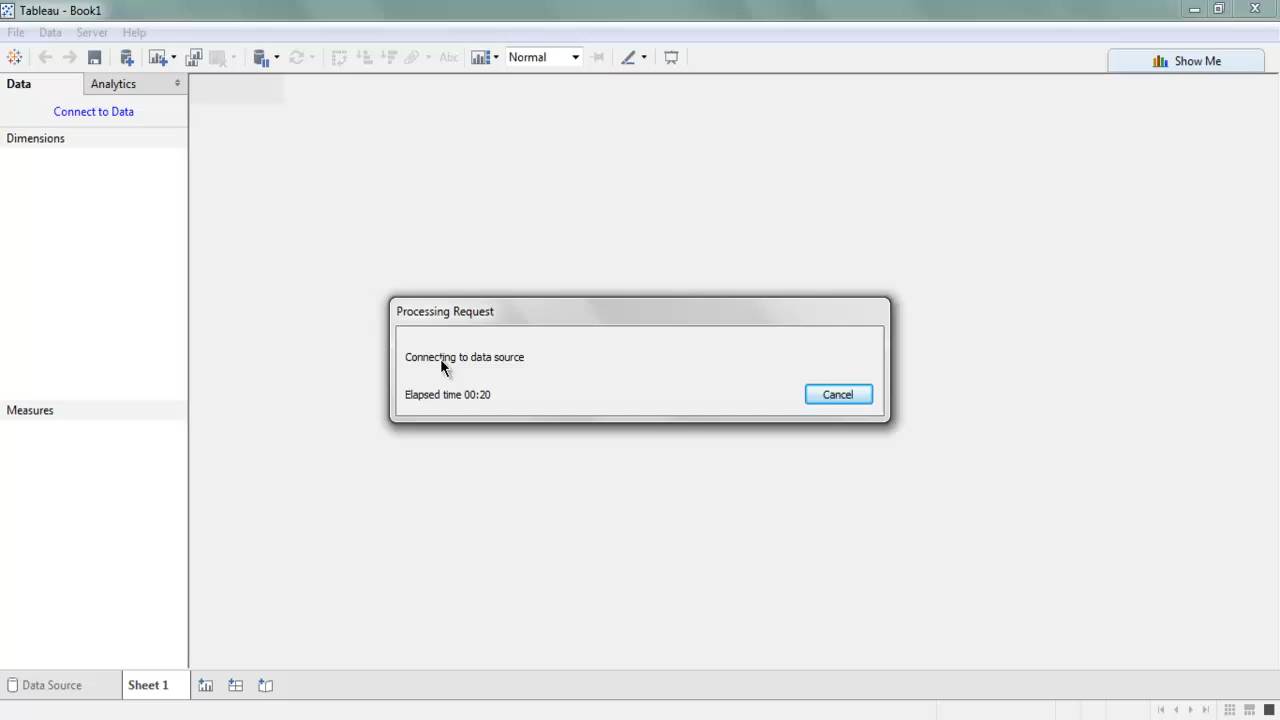 Tableau - Book1
File Data Server Help
Abc Normal
Show Me
Data Analytics
Connect to Data
Dimensions
Processing Request
Connecting to data source
Elapsed time 00:20 Cancel
Measures
Data Source Sheet 1